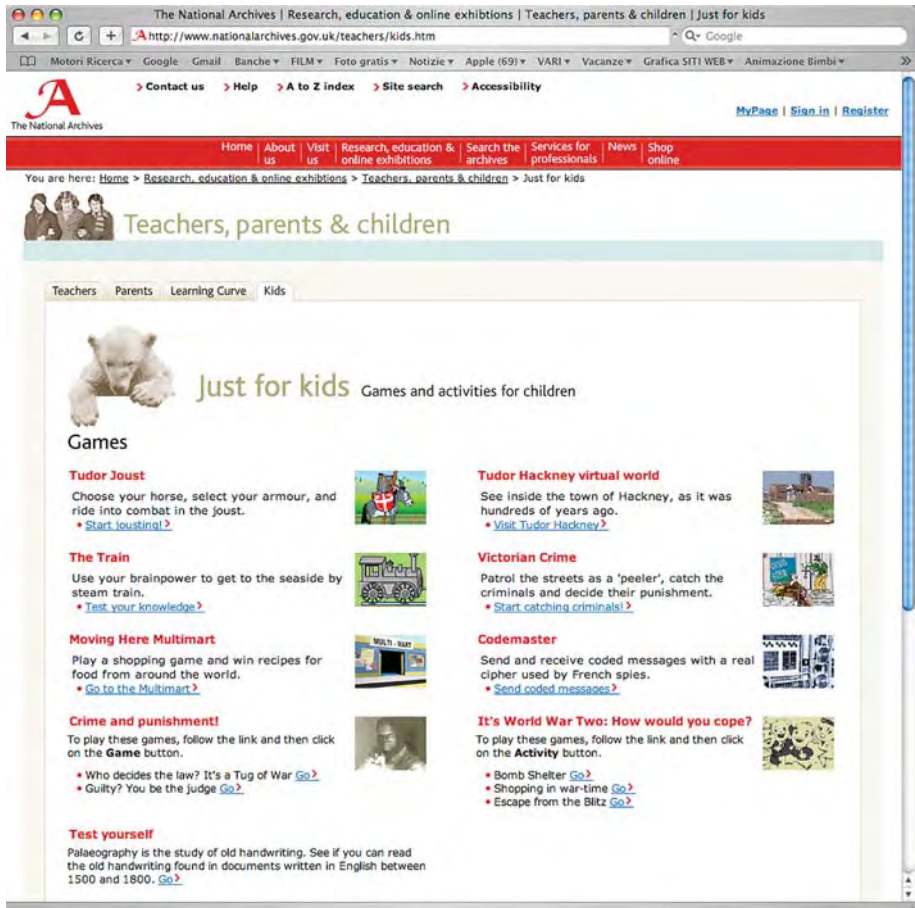 The National Archives | Research, education & online exhibtions | Teachers, parents & children | Just for kids
http://www.nationalarchives.gov.uk/teachers/kids.htm
Google
Motori Ricerca Google Gmail Banche FILM Foto gratis Notizie Apple (69) VARI Vacanze Grafica SITI WEB Animazione Bimbi
A
The National Archives
Contact us Help A to Z index Site search Accessibility
MyPage | Sign in | Register
Home | About us | Visit us | Research, education & online exhibitions | Search the archives | Services for professionals | News | Shop online
You are here: Home > Research, education & online exhibtions > Teachers, parents & children > Just for kids
Teachers, parents & children
Teachers Parents Learning Curve Kids
Just for kids Games and activities for children
Games
Tudor Joust
Choose your horse, select your armour, and
ride into combat in the joust.
• Start jousting!
Tudor Hackney virtual world
See inside the town of Hackney, as it was
hundreds of years ago.
• Visit Tudor Hackney
The Train
Use your brainpower to get to the seaside by
steam train.
• Test your knowledge
Victorian Crime
Patrol the streets as a 'peeler', catch the
criminals and decide their punishment.
• Start catching criminals!
Moving Here Multimart
Play a shopping game and win recipes for
food from around the world.
• Go to the Multimart
MULTI - MART
Codemaster
Send and receive coded messages with a real
cipher used by French spies.
• Send coded messages
Crime and punishment!
To play these games, follow the link and then click
on the Game button.
• Who decides the law? It's a Tug of War Go
• Guilty? You be the judge Go
It's World War Two: How would you cope?
To play these games, follow the link and then click
on the Activity button.
• Bomb Shelter Go
• Shopping in war-time Go
• Escape from the Blitz Go
Test yourself
Palaeography is the study of old handwriting. See if you can read
the old handwriting found in documents written in English between
1500 and 1800. Go